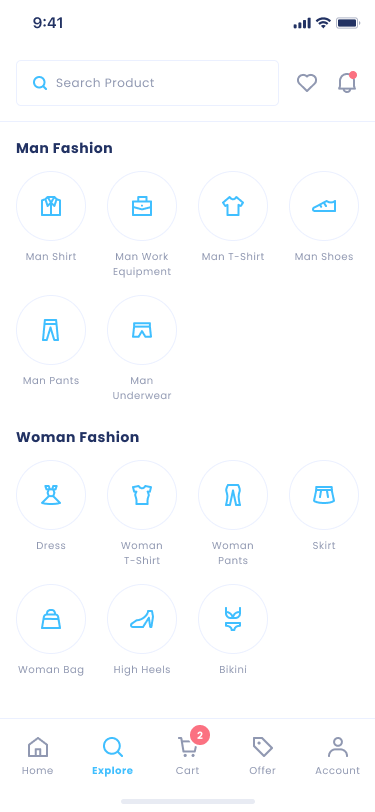 9:41
Search Product
Man Fashion
Man Shirt
Man Work
Equipment
Man T-Shirt
Man Shoes
Man Pants
Man
Underwear
Woman Fashion
Dress
Woman
T-Shirt
Woman
Pants
Skirt
Woman Bag
High Heels
Bikini
2
Home
Explore
Cart
Offer
Account